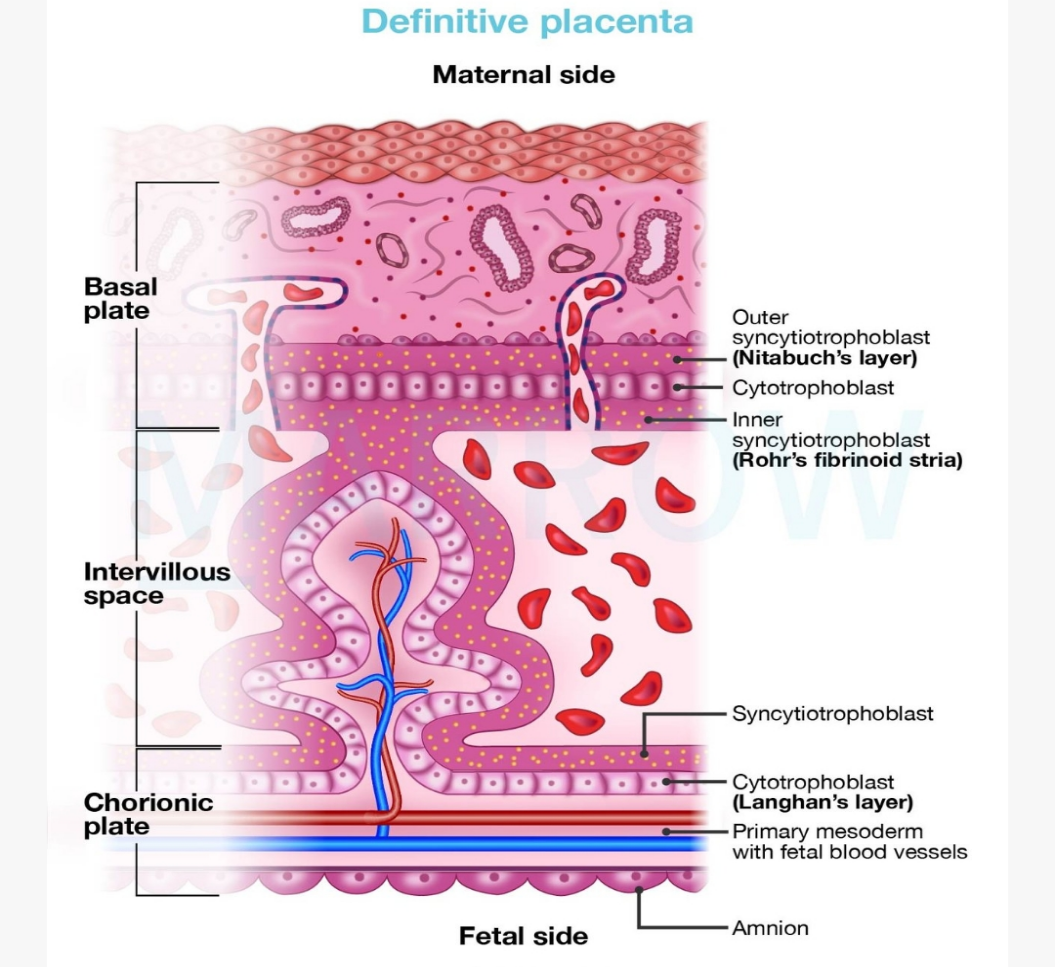 Definitive placenta
Maternal side
Basal
plate
Outer
syncytiotrophoblast
(Nitabuch's layer)
Cytotrophoblast
Inner
syncytiotrophoblast
(Rohr's fibrinoid stria)
MARROW
Intervillous
space
Syncytiotrophoblast
Chorionic
plate
Cytotrophoblast
(Langhan's layer)
Primary mesoderm
with fetal blood vessels
Amnion
Fetal side